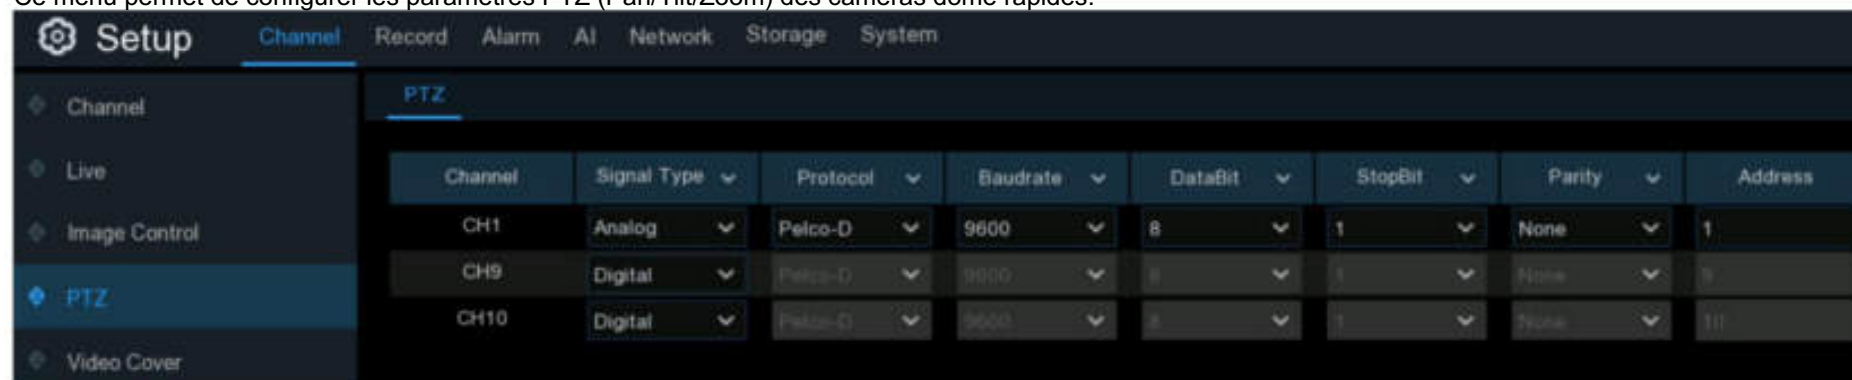 Ce menu permet de configurer les paramètres PTZ (Pan/Tilt/Zoom) des caméras dôme rapides.
Setup Channel Record Alarm AI Network Storage System
Channel
PTZ
Live
Channel Signal Type Protocol Baudrate DataBit StopBit Parity Address
Image Control
CH1 Analog Pelco-D 9600 8 1 None 1
CH9 Digital Pelco-D 9600 8 1 None 9
PTZ
CH10 Digital Pelco-D 9600 8 1 None 10
Video Cover